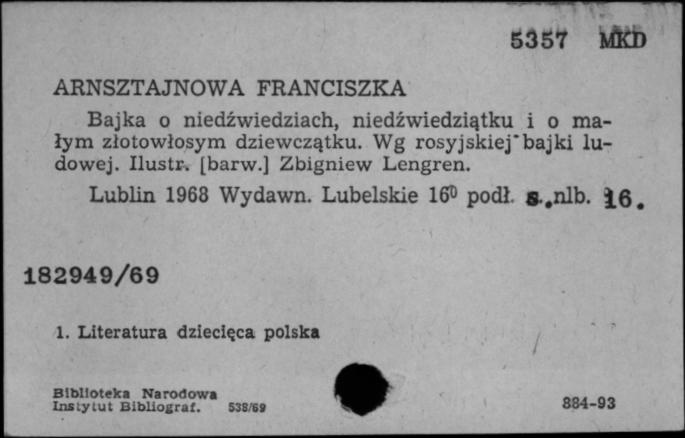 5357 MKD
ARNSZTAJNOWA FRANCISZKA
Bajka o niedźwiedziach, niedźwiedziątku i o ma-
łym złotowłosym dziewczątku. Wg rosyjskiej bajki lu-
dowej. Ilustr. [barw.] Zbigniew Lengren.
Lublin 1968 Wydawn. Lubelskie 16⁰ podł. s.,nlb. 16.
182949/69
1. Literatura dziecięca polska
Biblioteka Narodowa
Instytut Bibliograf. 538/69
884-93